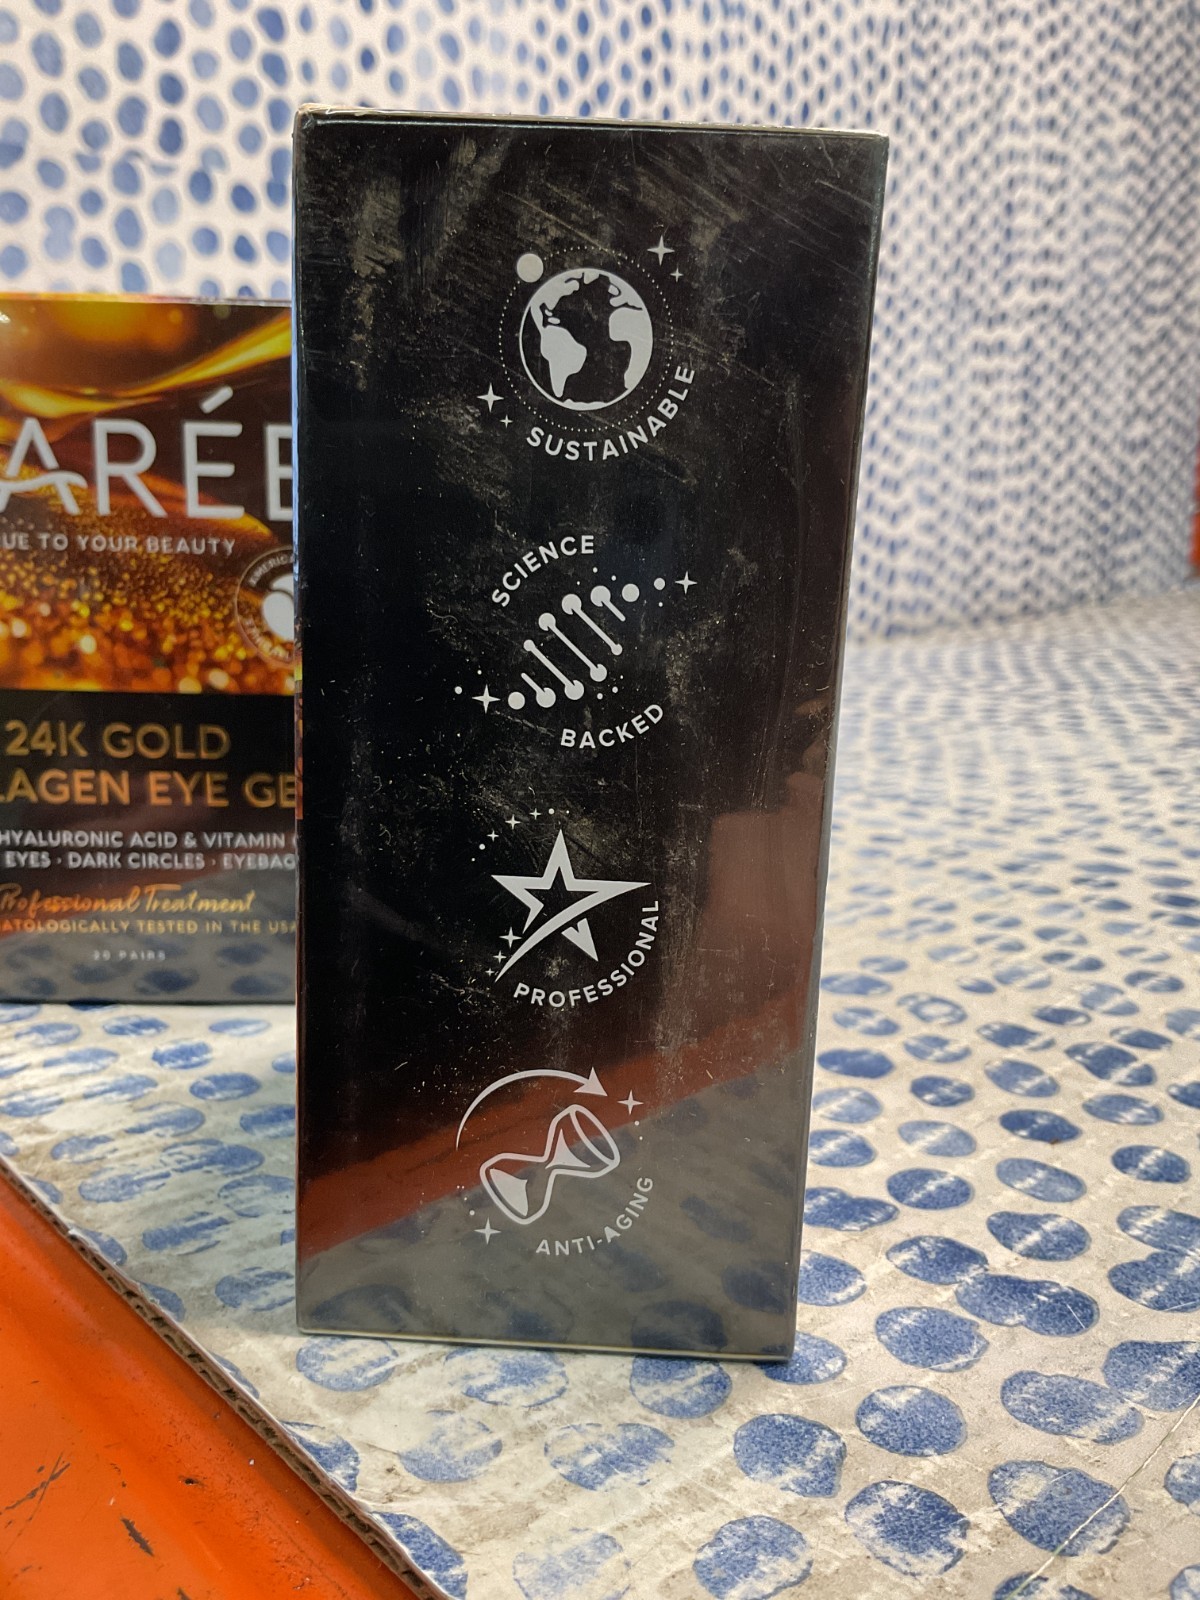 SUSTAINABLE
SCIENCE
BACKED
PROFESSIONAL
ANTI-AGING
ARÉE
UE TO YOUR BEAUTY
24K GOLD
LAGEN EYE GE
HYALURONIC ACID & VITAMIN
EYES · DARK CIRCLES · EYEBAG
Professional Treatment
ATOLOGICALLY TESTED IN THE USA
20 PAIRS